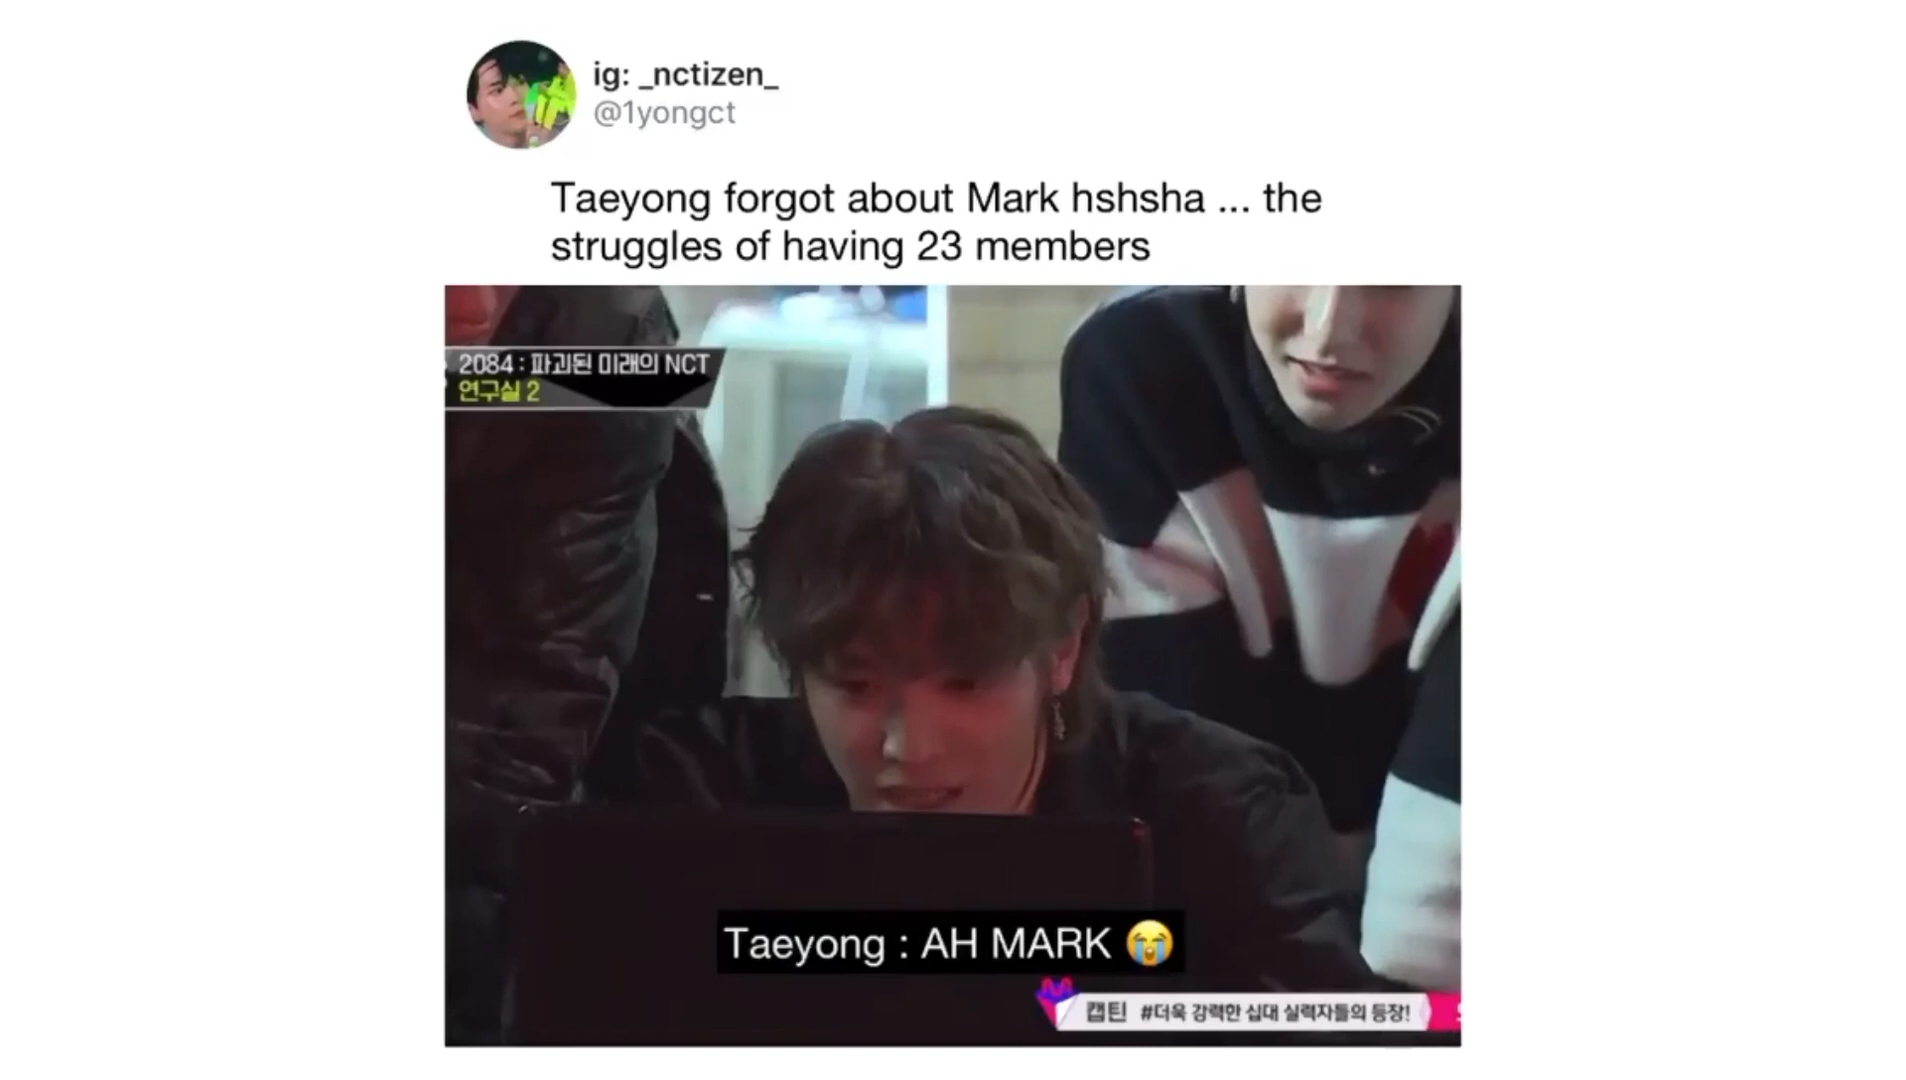 ig: _nctizen_
@1yongct
Taeyong forgot about Mark hshsha ... the
struggles of having 23 members
2084 : 파괴된 미래의 NCT
연구실 2
Taeyong : AH MARK 😭
캡틴 #더욱 강력한 십대 실력자들의 등장!